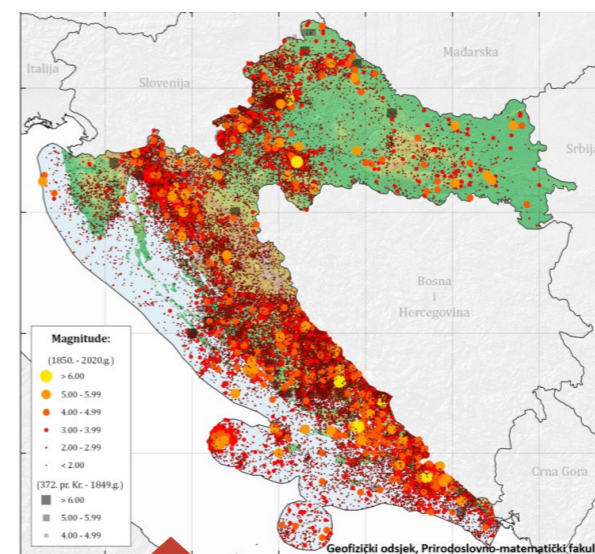 Mađarska
Italija
Slovenija
Srbija
Bosna
i
Hercegovina
Crna Gora
Magnitude:
(1850. - 2020.g.)
> 6.00
5.00 - 5.99
4.00 - 4.99
3.00 - 3.99
2.00 - 2.99
< 2.00
(372. pr. Kr. - 1849.g.)
> 6.00
5.00 - 5.99
4.00 - 4.99
Geofizički odsjek, Prirodoslovno-matematički fakul